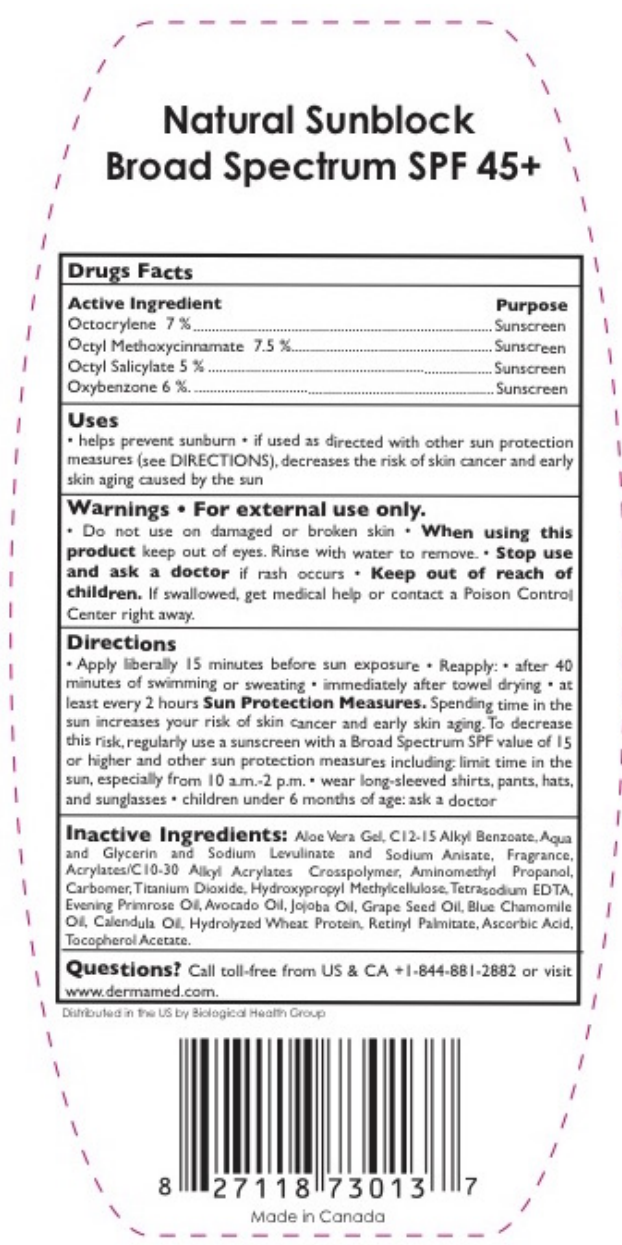 Natural Sunblock
Broad Spectrum SPF 45+
Drugs Facts
Active Ingredient Purpose
Octocrylene 7 %........Sunscreen
Octyl Methoxycinnamate 7.5 %........Sunscreen
Octyl Salicylate 5 %........Sunscreen
Oxybenzone 6 %.........Sunscreen
Uses
• helps prevent sunburn • if used as directed with other sun protection
measures (see DIRECTIONS), decreases the risk of skin cancer and early
skin aging caused by the sun
Warnings • For external use only.
• Do not use on damaged or broken skin • When using this
product keep out of eyes. Rinse with water to remove. • Stop use
and ask a doctor if rash occurs • Keep out of reach of
children. If swallowed, get medical help or contact a Poison Control
Center right away.
Directions
• Apply liberally 15 minutes before sun exposure • Reapply: • after 40
minutes of swimming or sweating • immediately after towel drying • at
least every 2 hours Sun Protection Measures. Spending time in the
sun increases your risk of skin cancer and early skin aging. To decrease
this risk, regularly use a sunscreen with a Broad Spectrum SPF value of 15
or higher and other sun protection measures including: limit time in the
sun, especially from 10 a.m.-2 p.m. • wear long-sleeved shirts, pants, hats,
and sunglasses • children under 6 months of age: ask a doctor
Inactive Ingredients: Aloe Vera Gel, C12-15 Alkyl Benzoate, Aqua
and Glycerin and Sodium Levulinate and Sodium Anisate, Fragrance,
Acrylates/C10-30 Alkyl Acrylates Crosspolymer, Aminomethyl Propanol,
Carbomer, Titanium Dioxide, Hydroxypropyl Methylcellulose, Tetrasodium EDTA,
Evening Primrose Oil, Avocado Oil, Jojoba Oil, Grape Seed Oil, Blue Chamomile
Oil, Calendula Oil, Hydrolyzed Wheat Protein, Retinyl Palmitate, Ascorbic Acid,
Tocopherol Acetate.
Questions? Call toll-free from US & CA +1-844-881-2882 or visit
www.dermamed.com.
Distributed in the US by Biological Health Group
8 27118 73013 7
Made in Canada